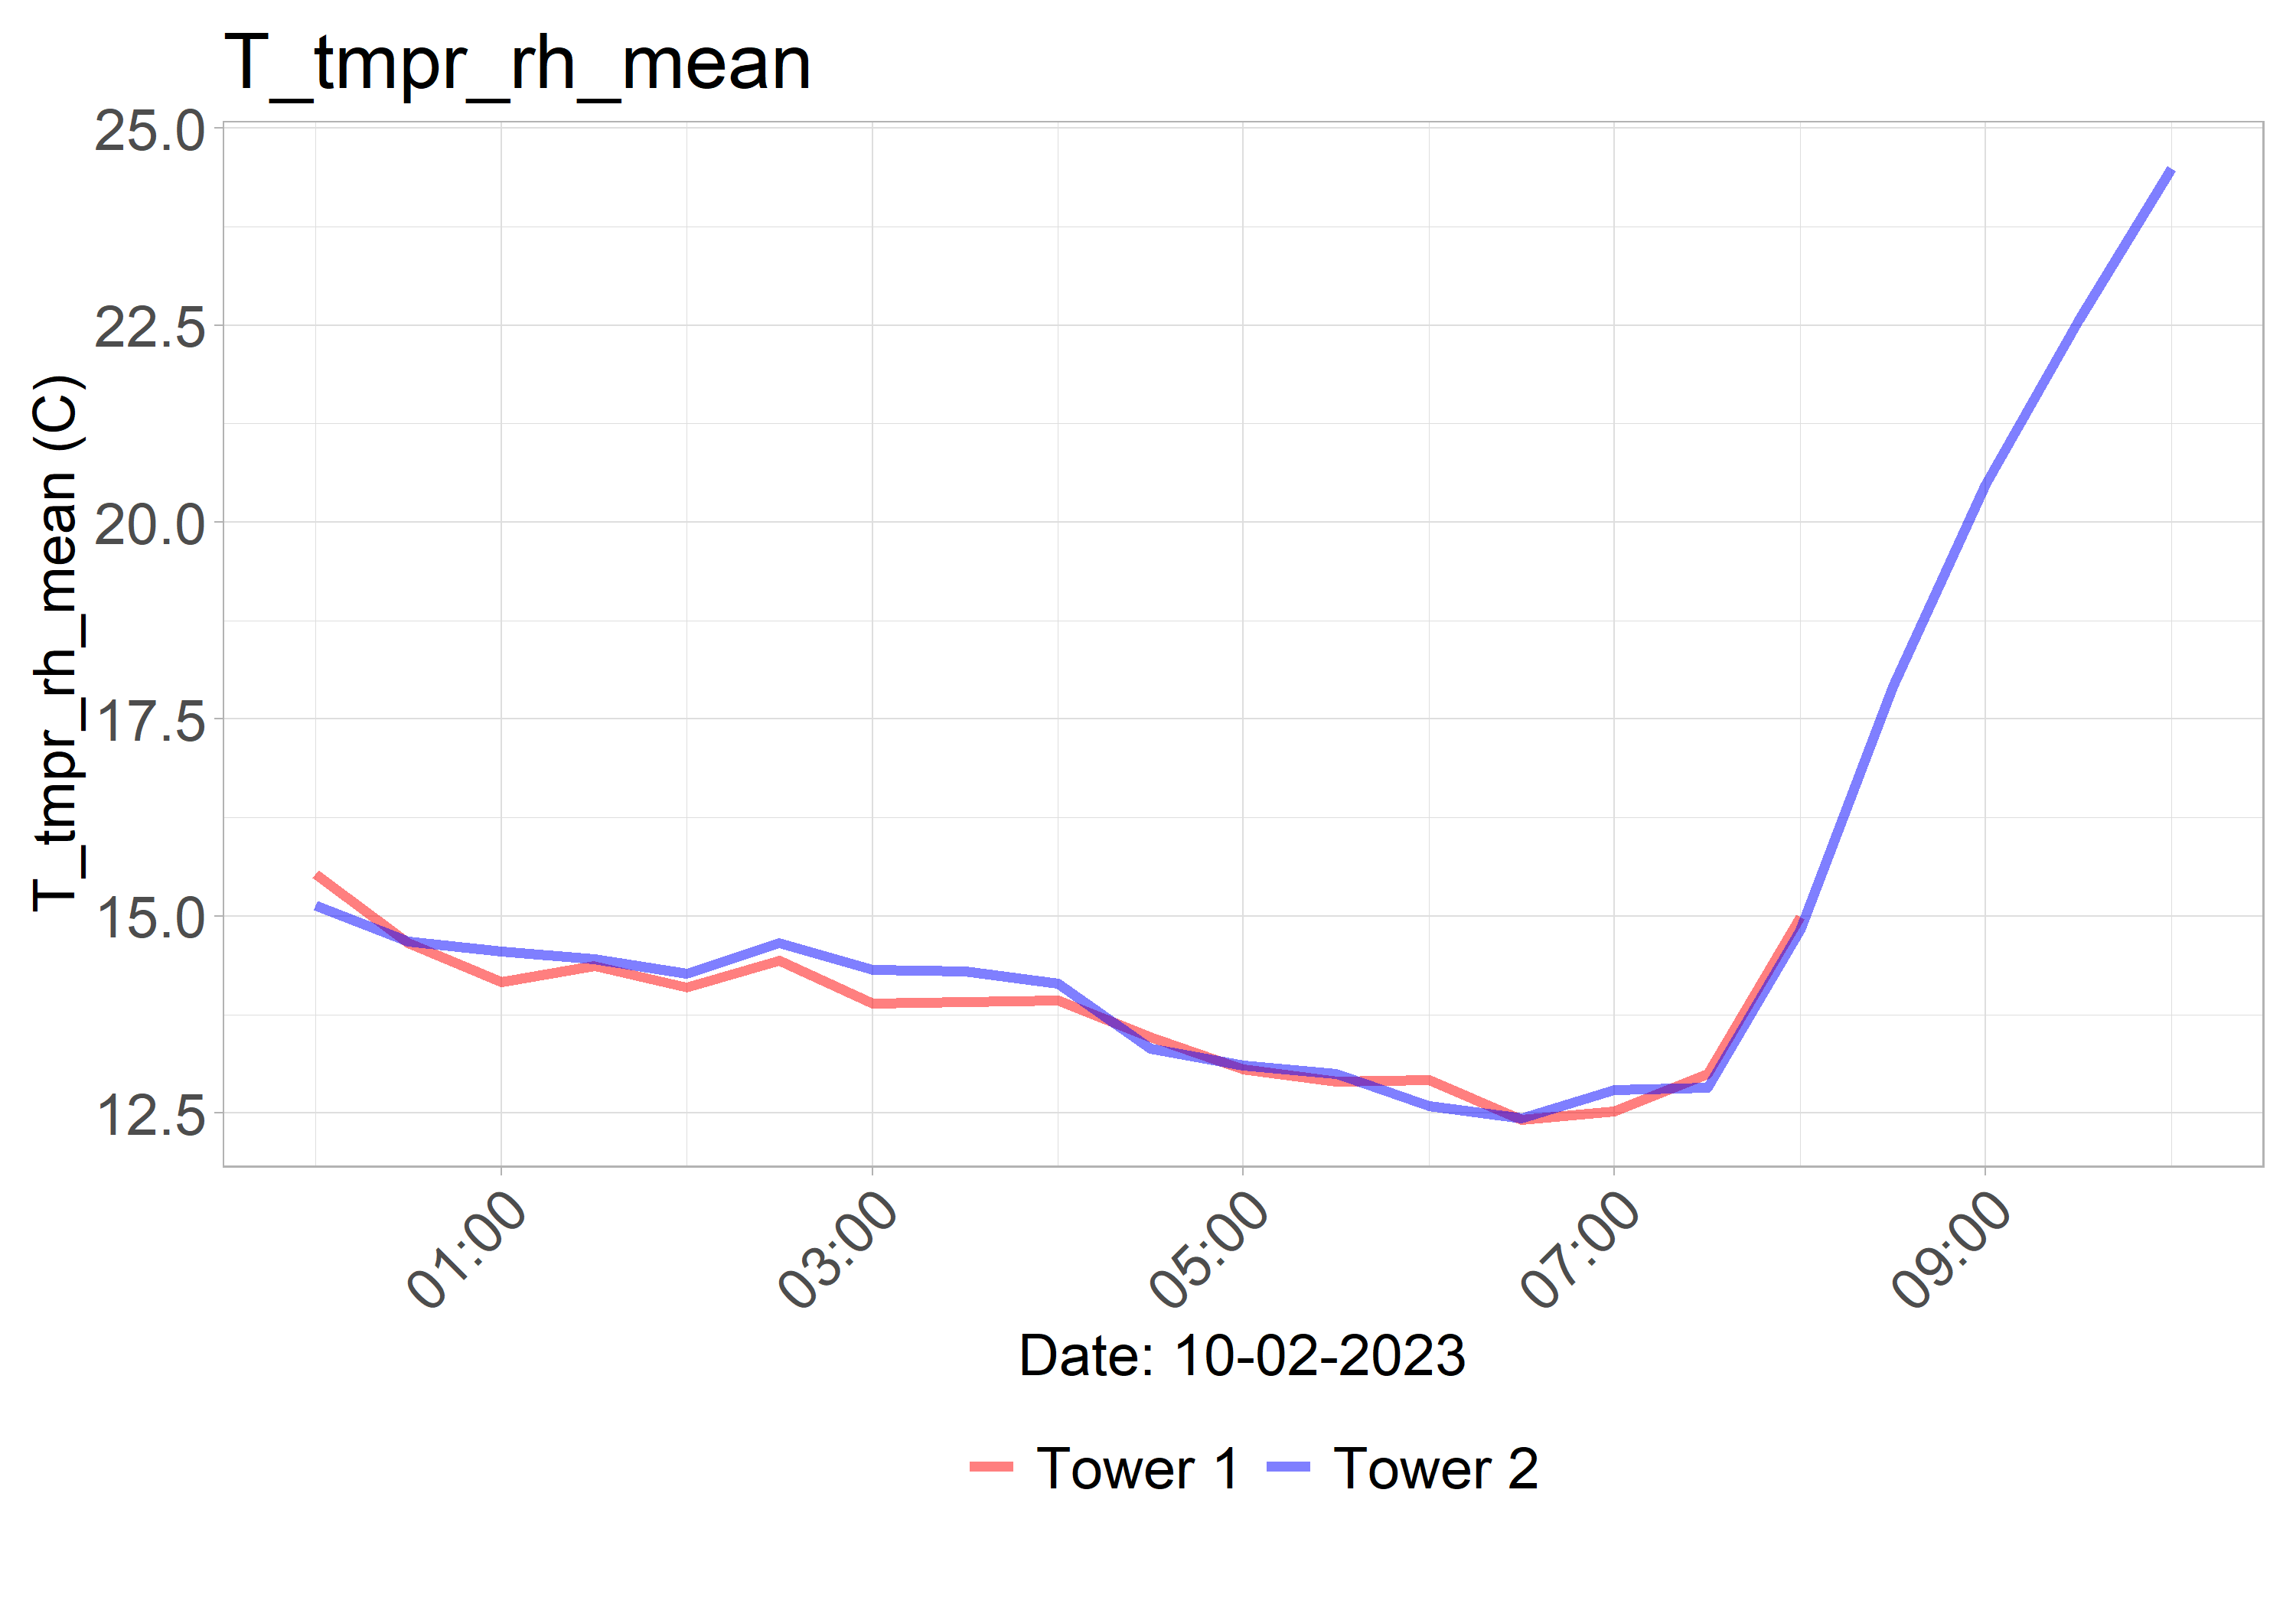 T_tmpr_rh_mean
T_tmpr_rh_mean (C)
25.0
22.5
20.0
17.5
15.0
12.5
01:00
03:00
05:00
07:00
09:00
Date: 10-02-2023
Tower 1
Tower 2